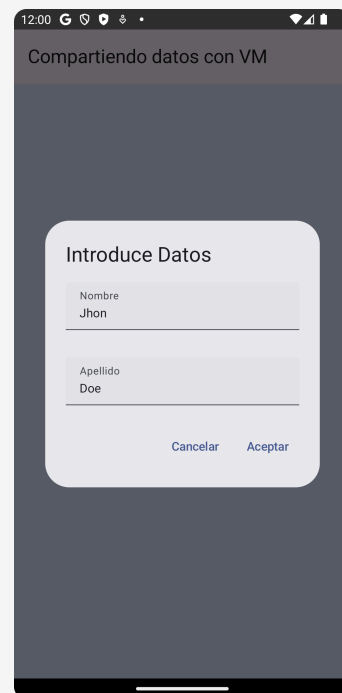 12:00
Compartiendo datos con VM
Introduce Datos
Nombre
Jhon
Apellido
Doe
Cancelar Aceptar